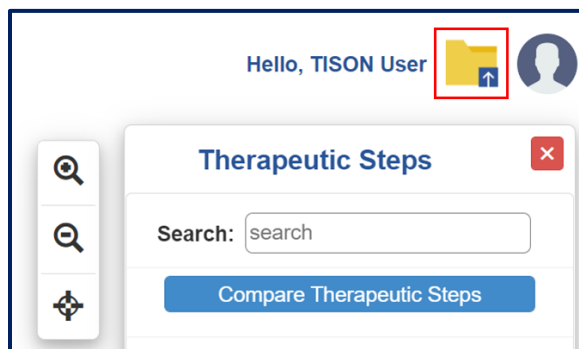 Hello, TISON User
Therapeutic Steps
Search: search
Compare Therapeutic Steps